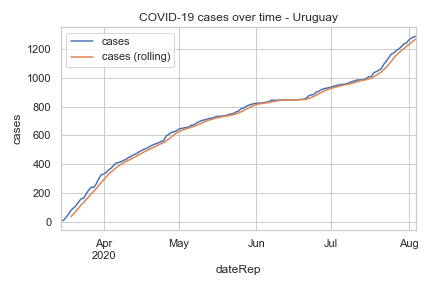 COVID-19 cases over time - Uruguay
cases
cases (rolling)
1200
1000
800
600
400
200
0
cases
Apr
2020
May
Jun
Jul
Aug
dateRep